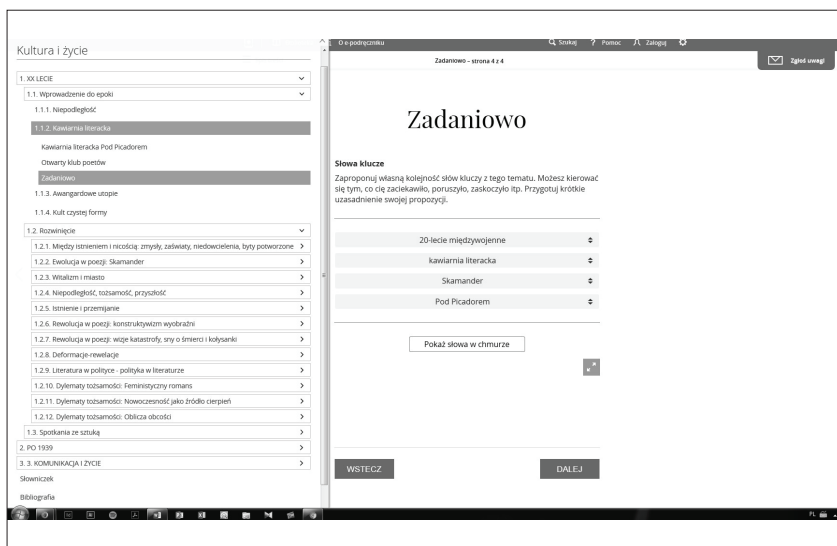 Kultura i życie
O e-podręczniku
Szukaj
? Pomoc
Zaloguj
Zadaniowo – strona 4 z 4
Zgłoś uwagi
1. XX LECIE
1.1. Wprowadzenie do epoki
1.1.1. Niepodległość
1.1.2. Kawiarnia literacka
Kawiarnia literacka Pod Picadorem
Otwarty klub poetów
Zadaniowo
1.1.3. Awangardowe utopie
1.1.4. Kult czystej formy
1.2. Rozwinięcie
1.2.1. Między istnieniem i nicością: zmysły, zaświaty, niedowcielenia, byty potworzone
1.2.2. Ewolucja w poezji: Skamander
1.2.3. Witalizm i miasto
1.2.4. Niepodległość, tożsamość, przyszłość
1.2.5. Istnienie i przemijanie
1.2.6. Rewolucja w poezji: konstruktywizm wyobraźni
1.2.7. Rewolucja w poezji: wizje katastrofy, sny o śmierci i kołysanki
1.2.8. Deformacje-rewelacje
1.2.9. Literatura w polityce - polityka w literaturze
1.2.10. Dylematy tożsamości: Feministyczny romans
1.2.11. Dylematy tożsamości: Nowoczesność jako źródło cierpień
1.2.12. Dylematy tożsamości: Oblicza obcości
1.3. Spotkania ze sztuką
2. PO 1939
3. 3. KOMUNIKACJA I ŻYCIE
Słowniczek
Bibliografia
Zadaniowo
Słowa klucze
Zaproponuj własną kolejność słów kluczy z tego tematu. Możesz kierować
się tym, co cię zaciekawiło, poruszyło, zaskoczyło itp. Przygotuj krótkie
uzasadnienie swojej propozycji.
20-lecie międzywojenne
kawiarnia literacka
Skamander
Pod Picadorem
Pokaż słowa w chmurze
WSTECZ
DALEJ
PL